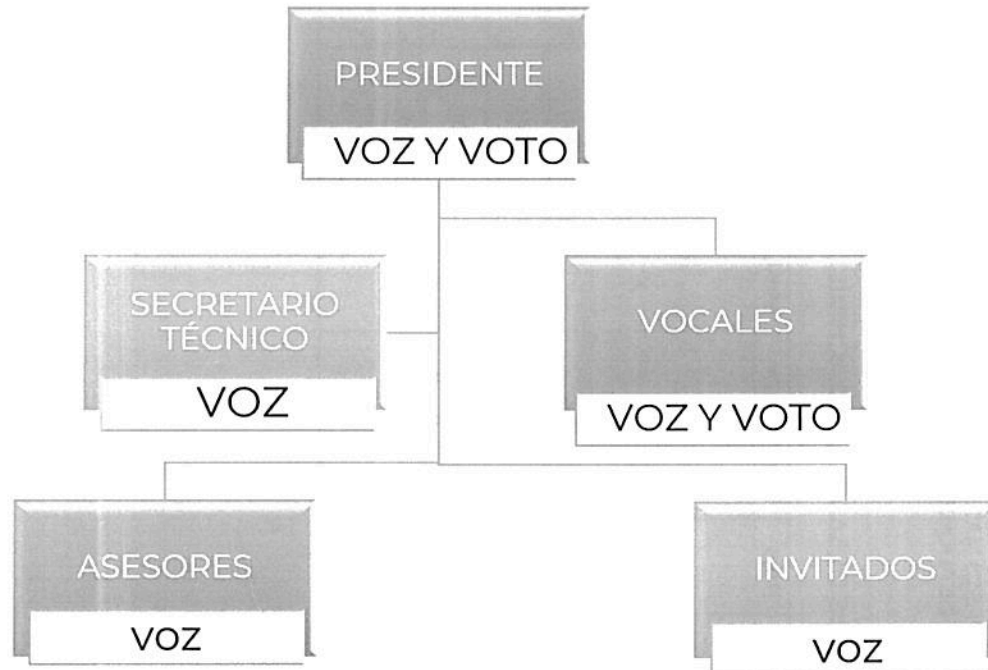 PRESIDENTE
VOZ Y VOTO
SECRETARIO
TÉCNICO
VOZ
VOCALES
VOZ Y VOTO
ASESORES
VOZ
INVITADOS
VOZ